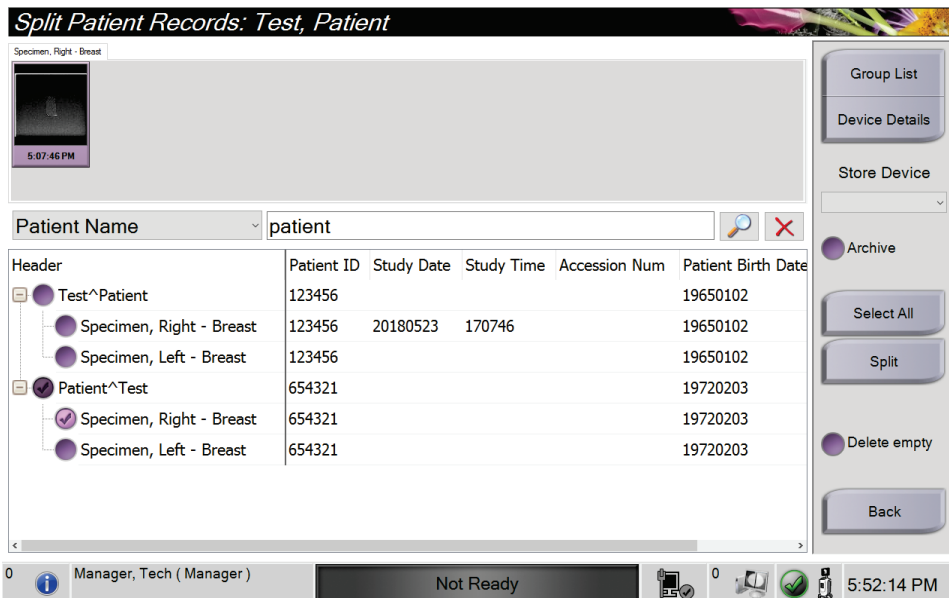 Split Patient Records: Test, Patient
Specimen, Right - Breast
5:07:46 PM
Group List
Device Details
Store Device
Archive
Patient Name patient
Header Patient ID Study Date Study Time Accession Num Patient Birth Date
Test^Patient 123456 19650102
Specimen, Right - Breast 123456 20180523 170746 19650102
Specimen, Left - Breast 123456 19650102
Patient^Test 654321 19720203
Specimen, Right - Breast 654321 19720203
Specimen, Left - Breast 654321 19720203
Select All
Split
Delete empty
Back
0 Manager, Tech ( Manager ) Not Ready 0 5:52:14 PM